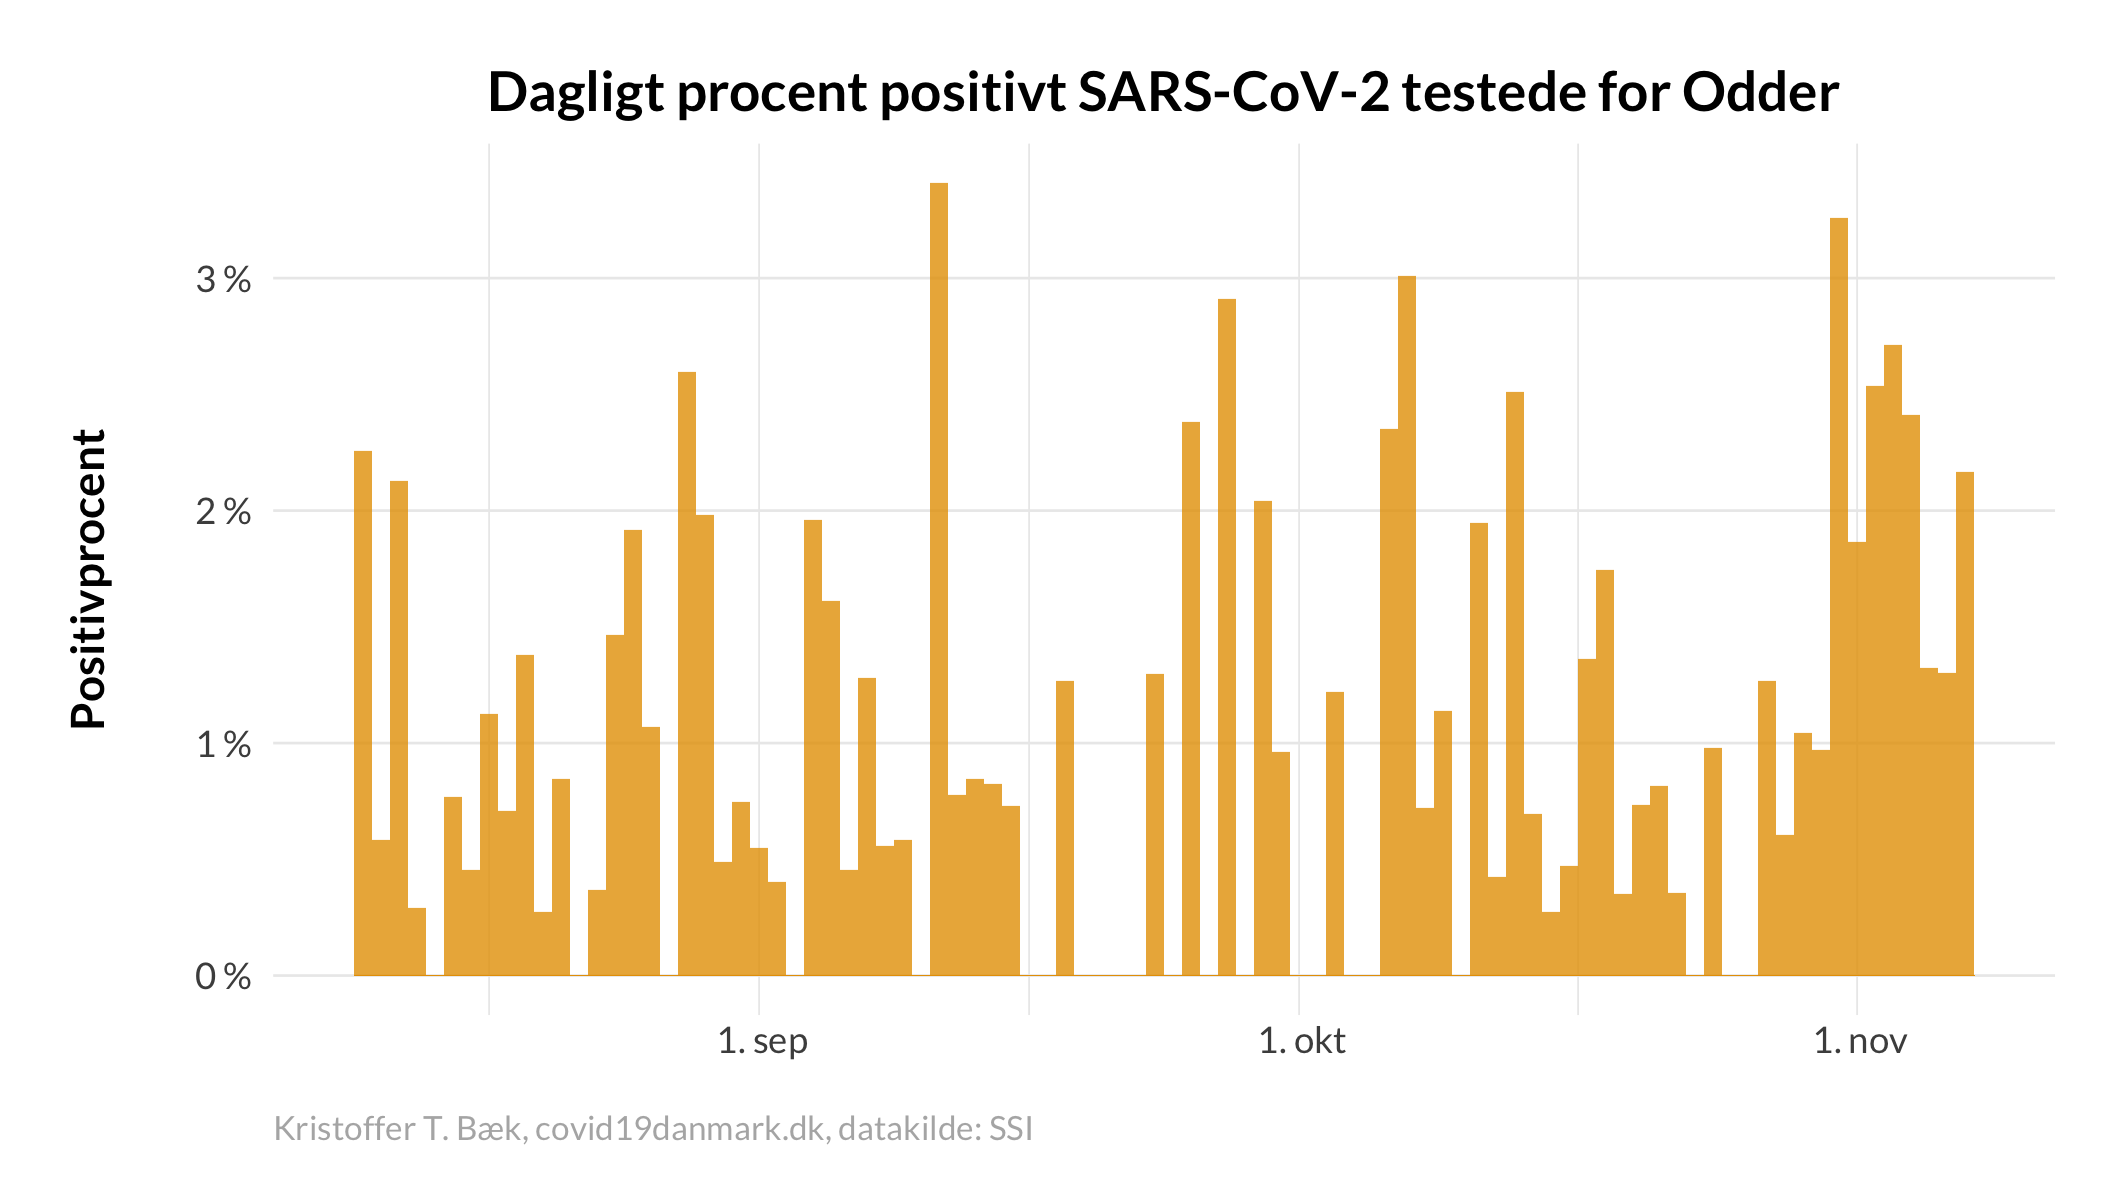 Dagligt procent positivt SARS-CoV-2 testede for Odder
Positivprocent
3 %
2 %
1 %
0 %
1. sep
1. okt
1. nov
Kristoffer T. Bæk, covid19danmark.dk, datakilde: SSI